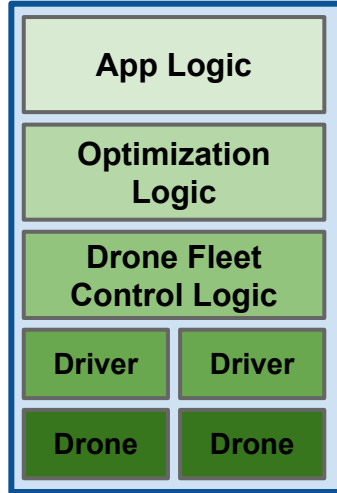 App Logic
Optimization
Logic
Drone Fleet
Control Logic
Driver Driver
Drone Drone